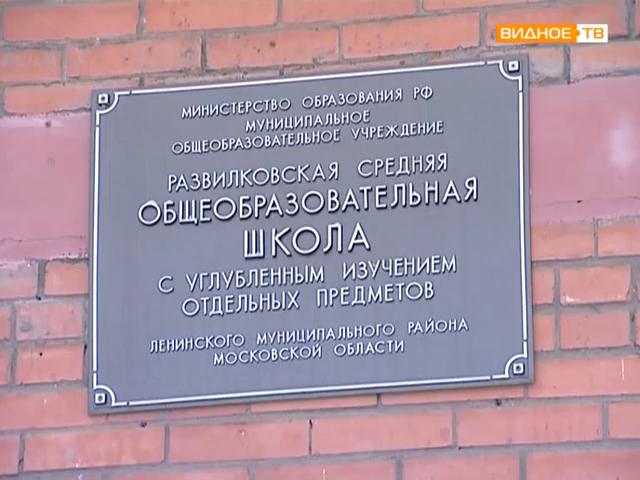 ВИДНОЕ ТВ
МИНИСТЕРСТВО ОБРАЗОВАНИЯ РФ
МУНИЦИПАЛЬНОЕ
ОБЩЕОБРАЗОВАТЕЛЬНОЕ УЧРЕЖДЕНИЕ
РАЗВИЛКОВСКАЯ СРЕДНЯЯ
ОБЩЕОБРАЗОВАТЕЛЬНАЯ
ШКОЛА
С УГЛУБЛЕННЫМ ИЗУЧЕНИЕМ
ОТДЕЛЬНЫХ ПРЕДМЕТОВ
ЛЕНИНСКОГО МУНИЦИПАЛЬНОГО РАЙОНА
МОСКОВСКОЙ ОБЛАСТИ